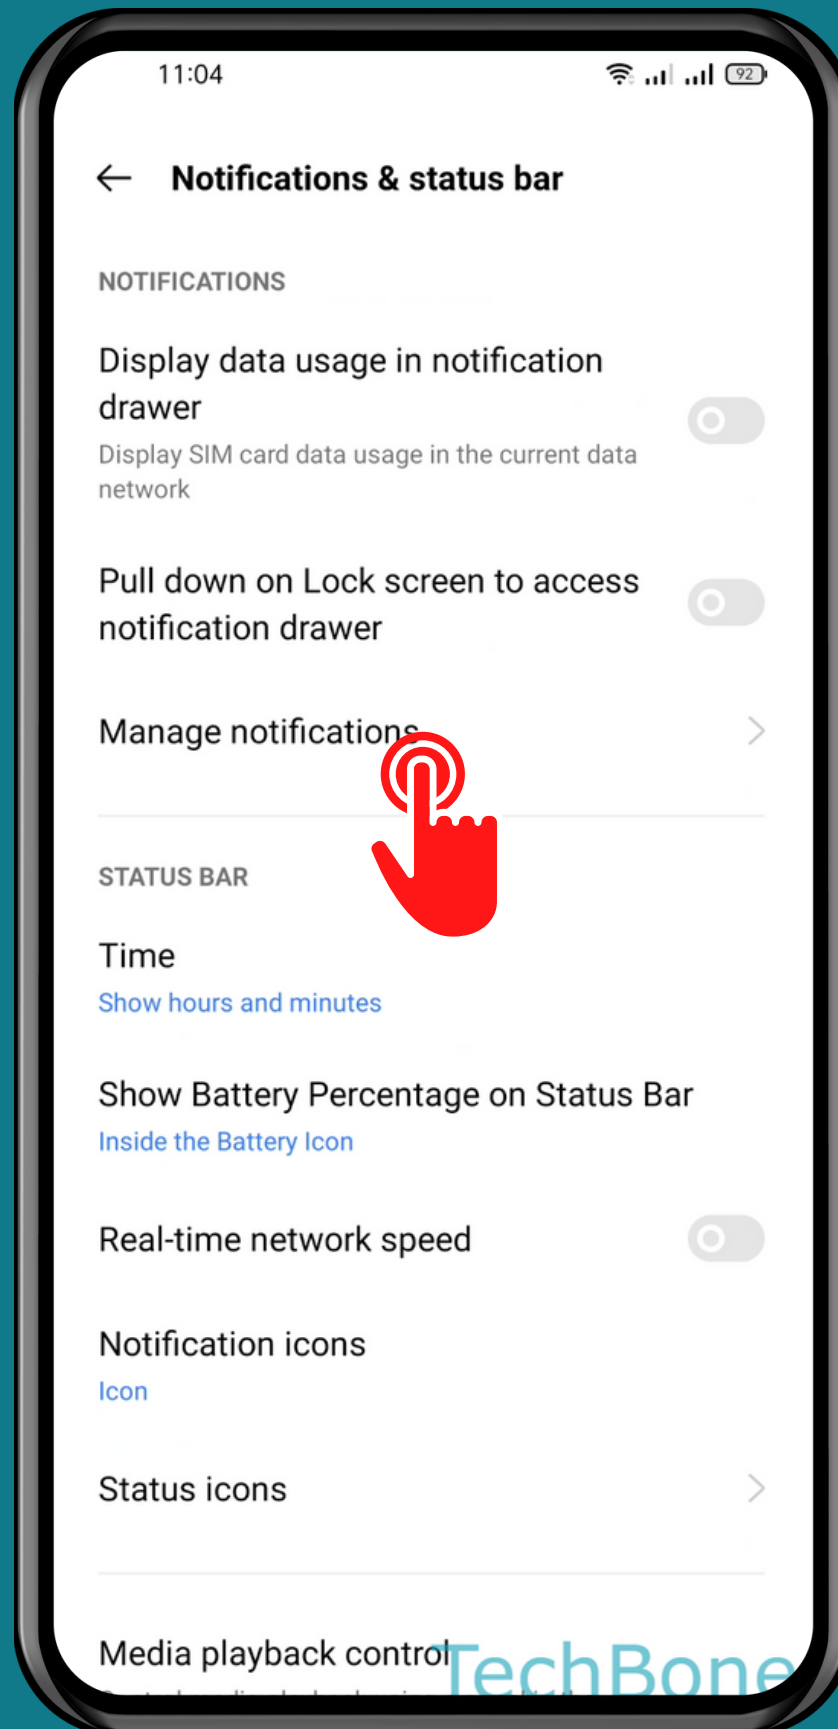 11:04
92
Notifications & status bar
NOTIFICATIONS
Display data usage in notification
drawer
Display SIM card data usage in the current data
network
Pull down on Lock screen to access
notification drawer
Manage notifications
STATUS BAR
Time
Show hours and minutes
Show Battery Percentage on Status Bar
Inside the Battery Icon
Real-time network speed
Notification icons
Icon
Status icons
Media playback control
TechBone